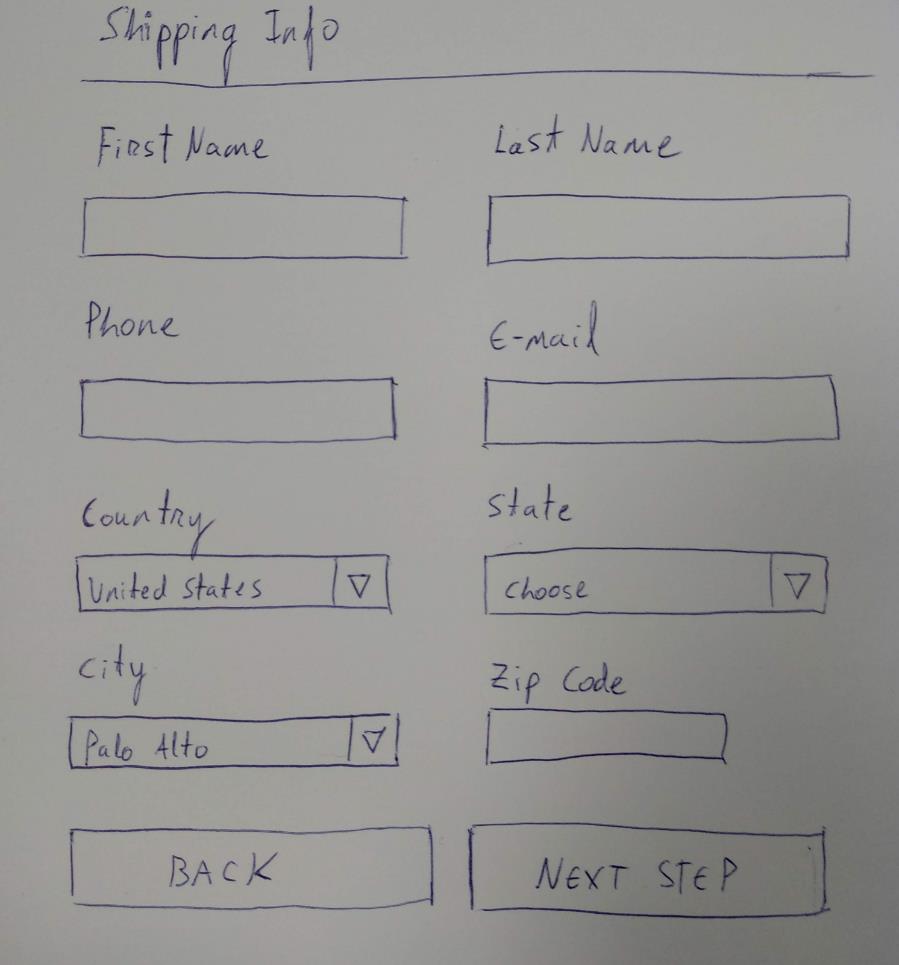 Shipping Info
First Name
Last Name
Phone
E-mail
Country
State
United States
Choose
City
Zip Code
Palo Alto
BACK
NEXT STEP